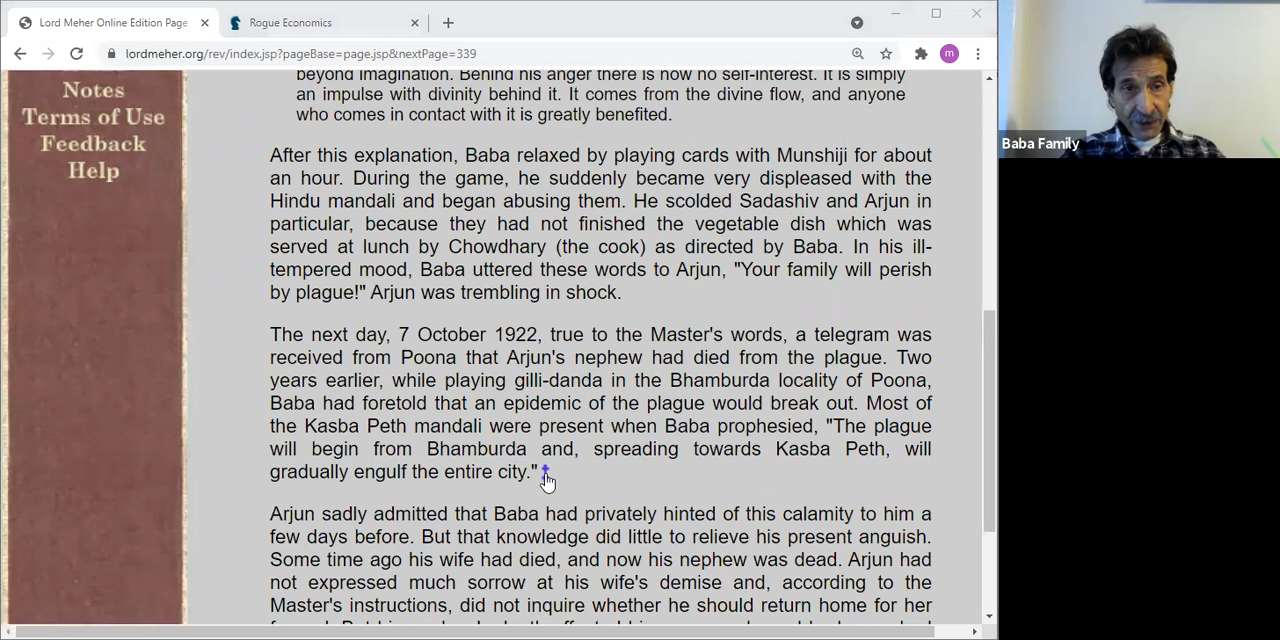 Lord Meher Online Edition Page
Rogue Economics
lordmeher.org/rev/index.jsp?pageBase=page.jsp&nextPage=339
m
Notes
Terms of Use
Feedback
Help
beyond imagination. Behind his anger there is now no self-interest. It is simply
an impulse with divinity behind it. It comes from the divine flow, and anyone
who comes in contact with it is greatly benefited.
After this explanation, Baba relaxed by playing cards with Munshiji for about
an hour. During the game, he suddenly became very displeased with the
Hindu mandali and began abusing them. He scolded Sadashiv and Arjun in
particular, because they had not finished the vegetable dish which was
served at lunch by Chowdhary (the cook) as directed by Baba. In his ill-
tempered mood, Baba uttered these words to Arjun, "Your family will perish
by plague!" Arjun was trembling in shock.
The next day, 7 October 1922, true to the Master's words, a telegram was
received from Poona that Arjun's nephew had died from the plague. Two
years earlier, while playing gilli-danda in the Bhamburda locality of Poona,
Baba had foretold that an epidemic of the plague would break out. Most of
the Kasba Peth mandali were present when Baba prophesied, "The plague
will begin from Bhamburda and, spreading towards Kasba Peth, will
gradually engulf the entire city."
Arjun sadly admitted that Baba had privately hinted of this calamity to him a
few days before. But that knowledge did little to relieve his present anguish.
Some time ago his wife had died, and now his nephew was dead. Arjun had
not expressed much sorrow at his wife's demise and, according to the
Master's instructions, did not inquire whether he should return home for her
Baba Family